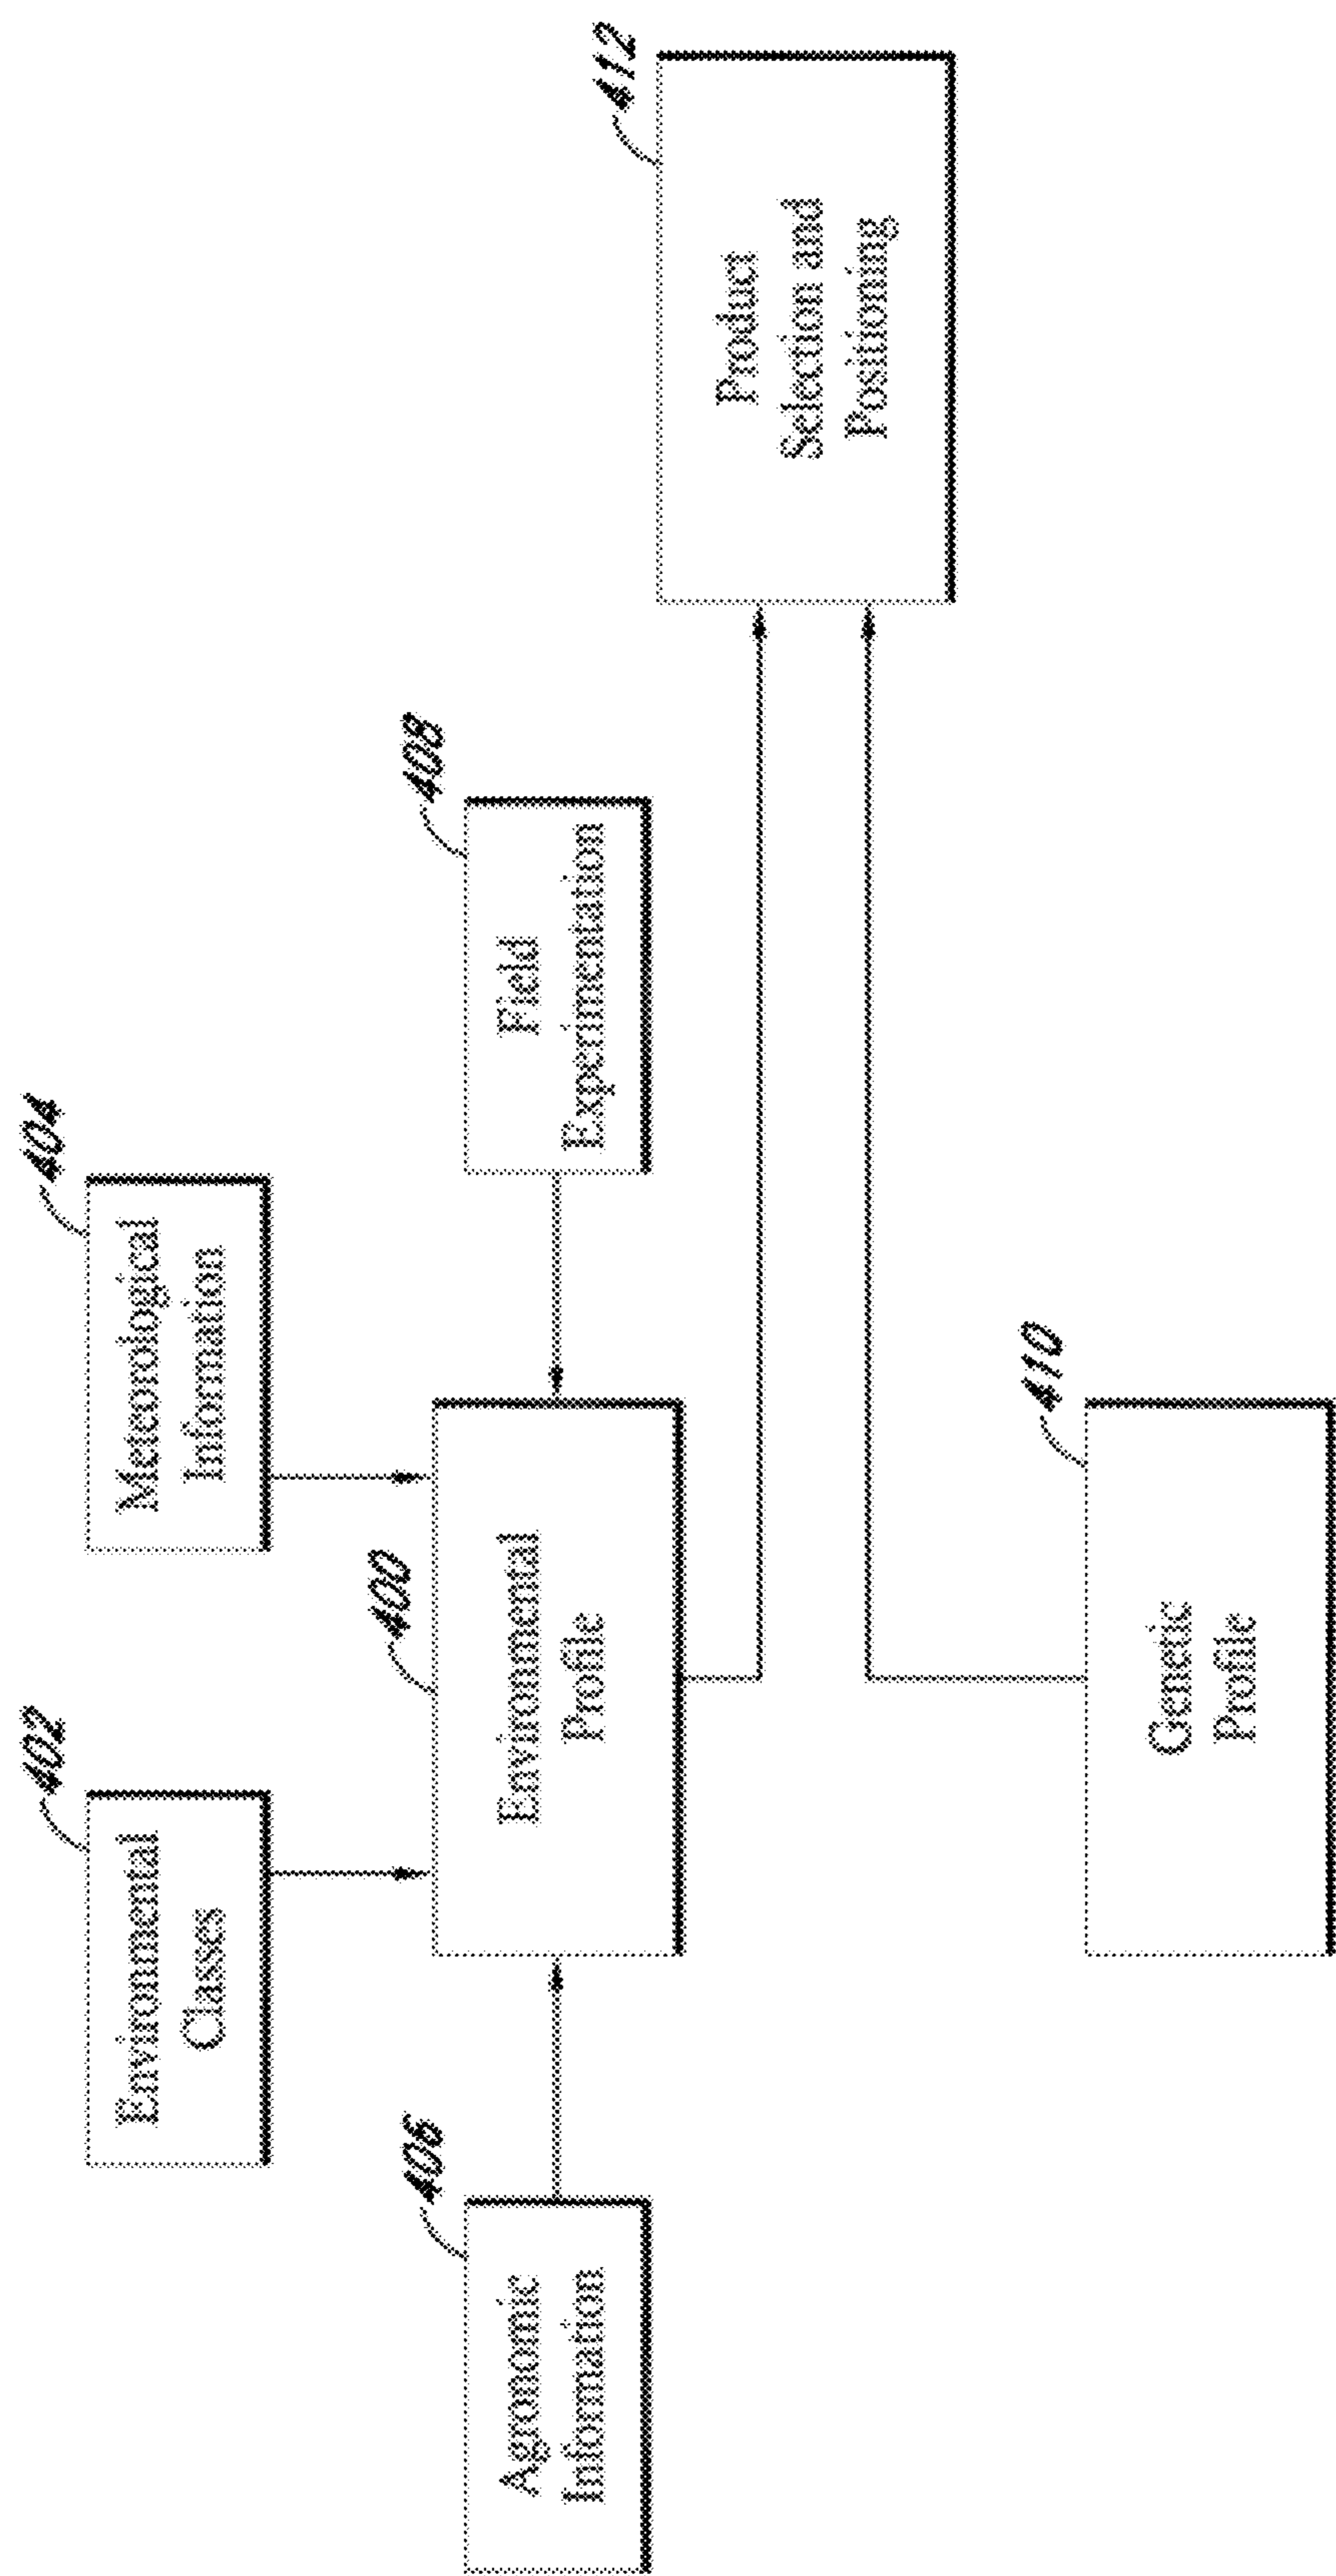 402
Environmental
Classes
404
Meteorological
Information
406
Agronomic
Information
400
Environmental
Profile
408
Field
Experimentation
412
Product
Selection and
Positioning
410
Genetic
Profile